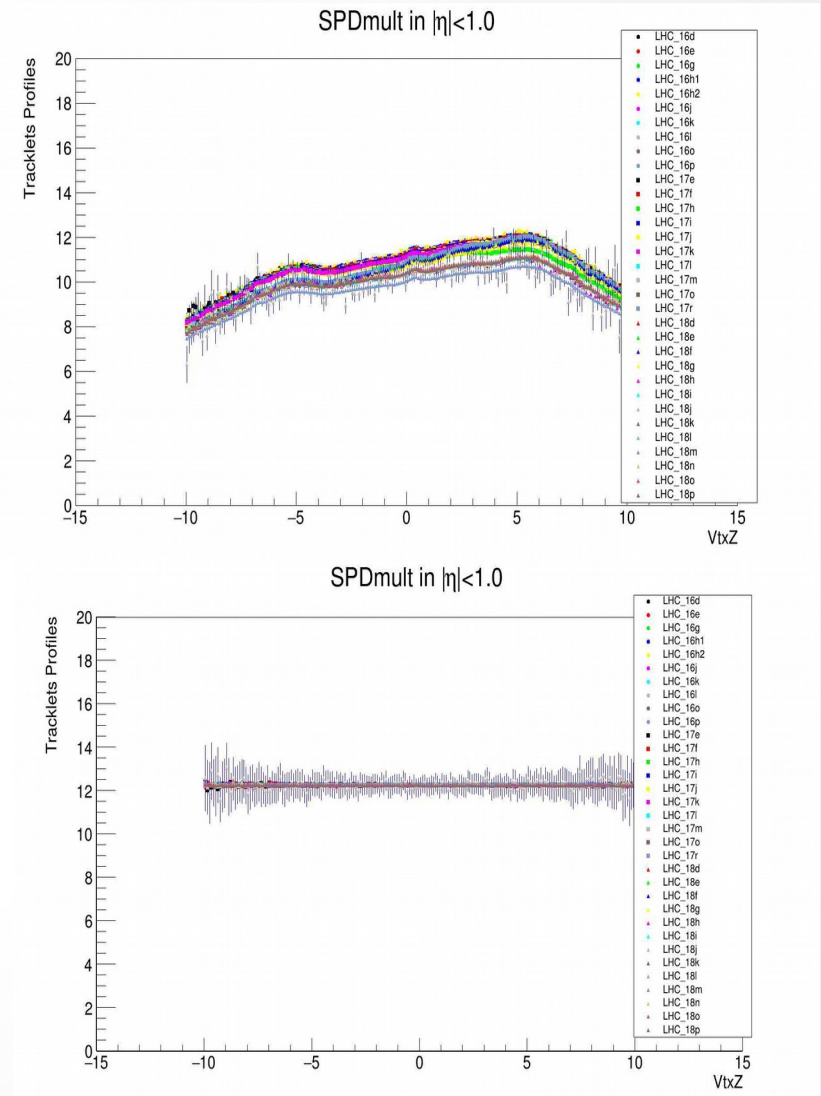 SPDmult in |η|<1.0
Tracklets Profiles
20
18
16
14
12
10
8
6
4
2
0
−15
−10
−5
0
5
10
15
VtxZ
LHC_16d
LHC_16e
LHC_16g
LHC_16h1
LHC_16h2
LHC_16j
LHC_16k
LHC_16l
LHC_16o
LHC_16p
LHC_17e
LHC_17f
LHC_17h
LHC_17i
LHC_17j
LHC_17k
LHC_17l
LHC_17m
LHC_17o
LHC_17r
LHC_18d
LHC_18e
LHC_18f
LHC_18g
LHC_18h
LHC_18i
LHC_18j
LHC_18k
LHC_18l
LHC_18m
LHC_18n
LHC_18o
LHC_18p
SPDmult in |η|<1.0
Tracklets Profiles
20
18
16
14
12
10
8
6
4
2
0
−15
−10
−5
0
5
10
15
VtxZ
LHC_16d
LHC_16e
LHC_16g
LHC_16h1
LHC_16h2
LHC_16j
LHC_16k
LHC_16l
LHC_16o
LHC_16p
LHC_17e
LHC_17f
LHC_17h
LHC_17i
LHC_17j
LHC_17k
LHC_17l
LHC_17m
LHC_17o
LHC_17r
LHC_18d
LHC_18e
LHC_18f
LHC_18g
LHC_18h
LHC_18i
LHC_18j
LHC_18k
LHC_18l
LHC_18m
LHC_18n
LHC_18o
LHC_18p